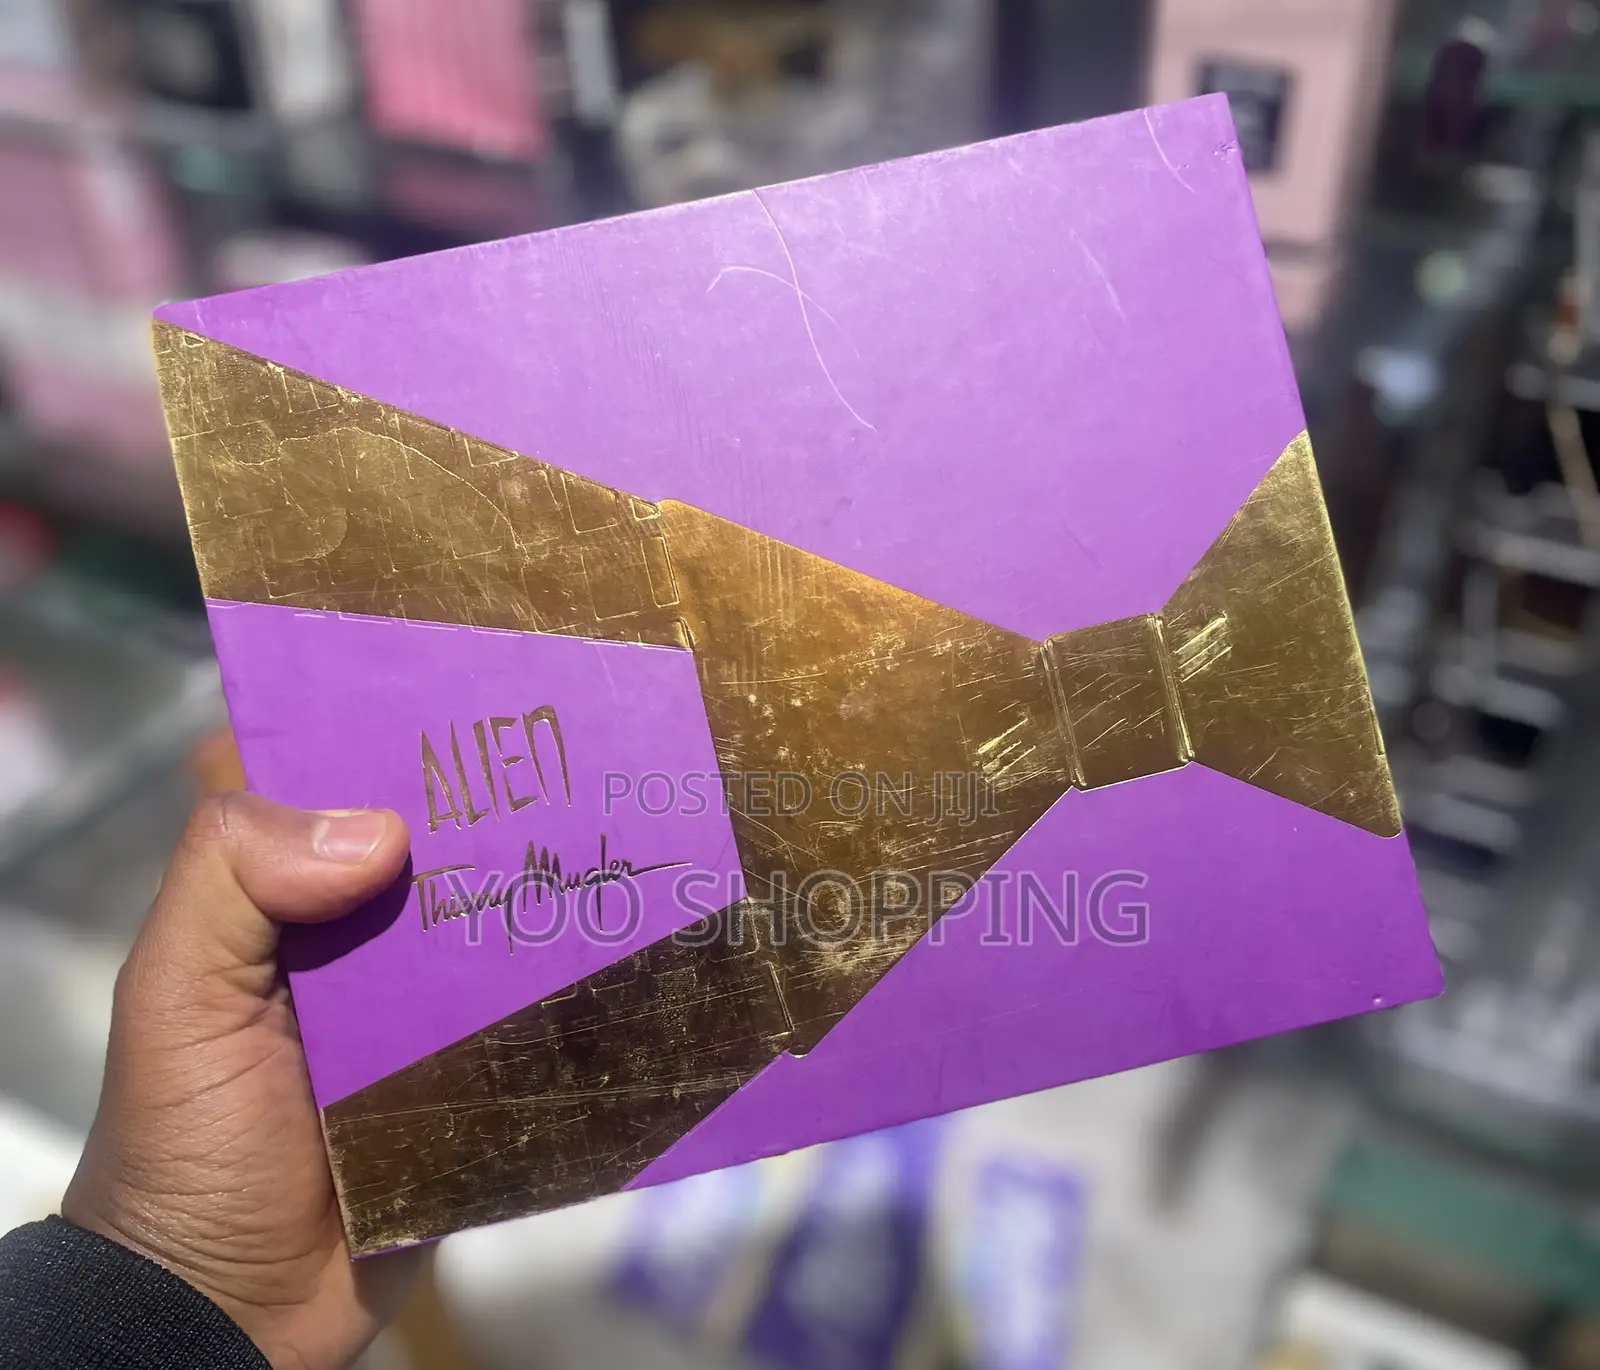 ALIEN
Thierry Mugler
POSTED ON JIJI
YOO SHOPPING